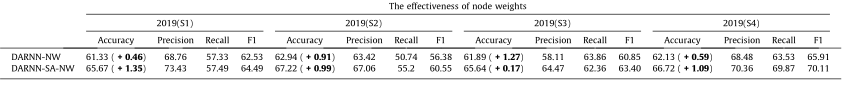 The effectiveness of node weights
2019(S1) 2019(S2) 2019(S3) 2019(S4)
Accuracy Precision Recall F1 Accuracy Precision Recall F1 Accuracy Precision Recall F1 Accuracy Precision Recall F1
DARNN-NW 61.33 ( + 0.46) 68.76 57.33 62.53 62.94 ( + 0.91) 63.42 50.74 56.38 61.89 ( + 1.27) 58.11 63.86 60.85 62.13 ( + 0.59) 68.48 63.53 65.91
DARNN-SA-NW 65.67 ( + 1.35) 73.43 57.49 64.49 67.22 ( + 0.99) 67.06 55.2 60.55 65.64 ( + 0.17) 64.47 62.36 63.40 66.72 ( + 1.09) 70.36 69.87 70.11